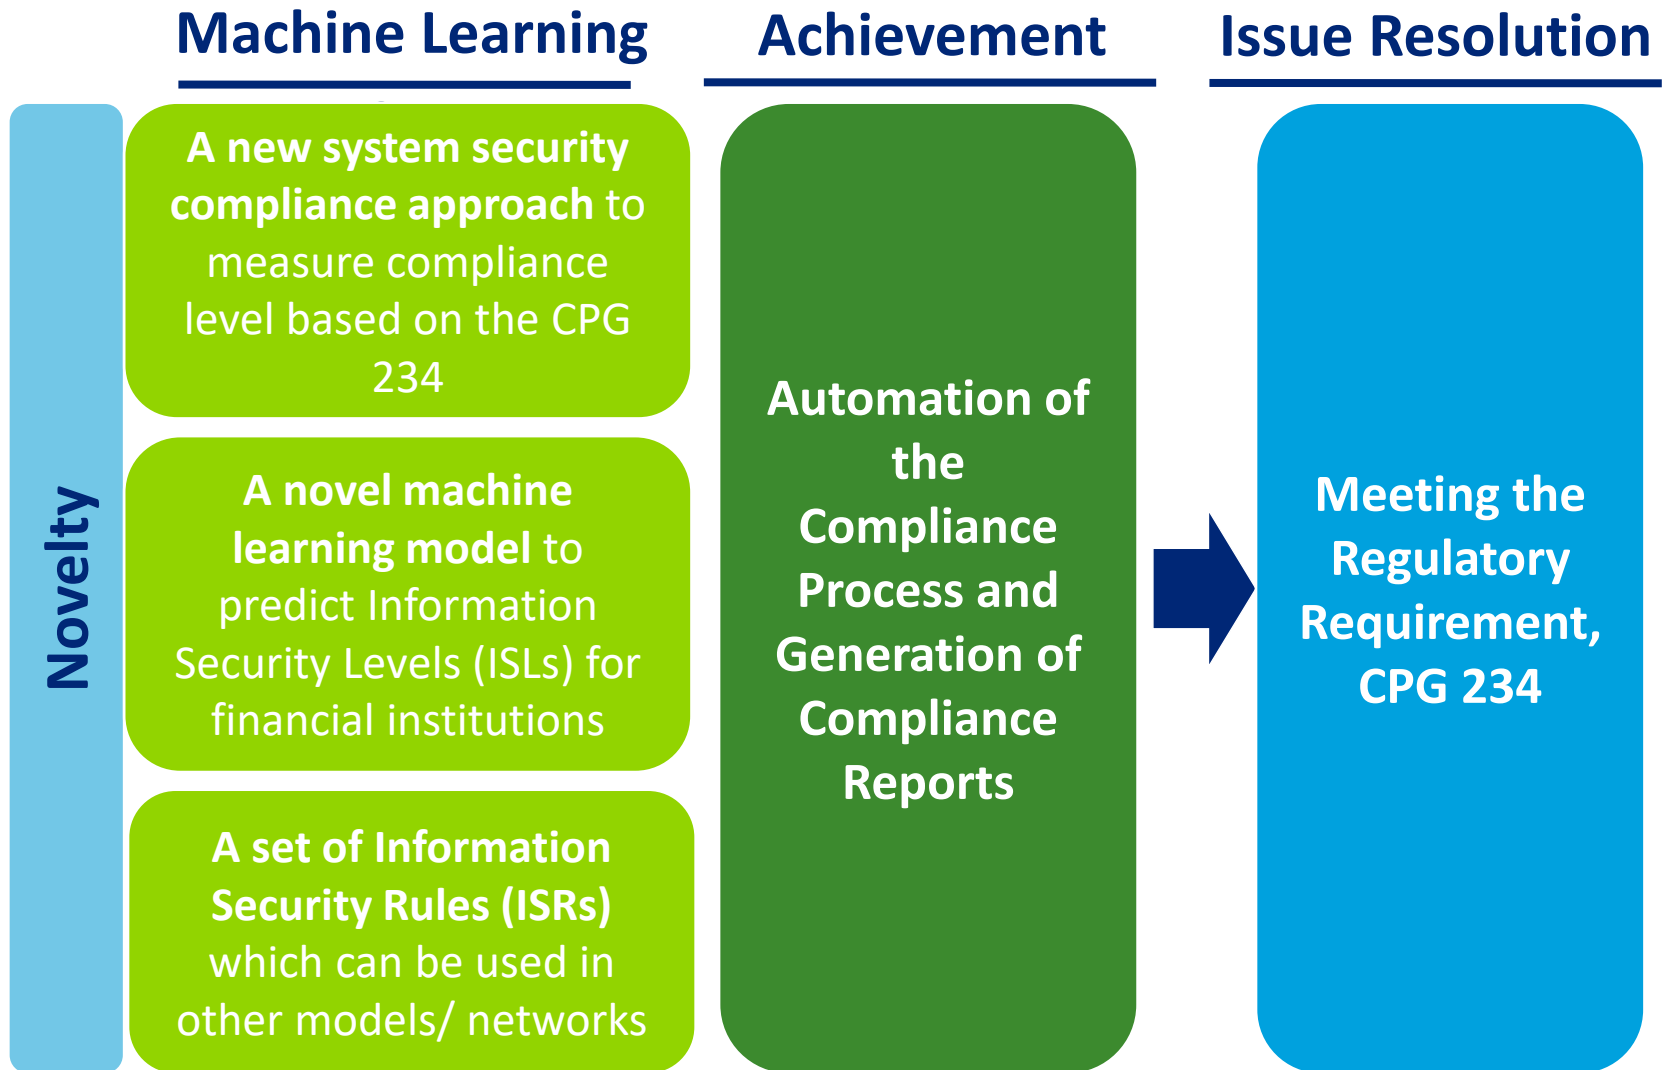 Machine Learning
Achievement
Issue Resolution
Novelty
A new system security
compliance approach to
measure compliance
level based on the CPG
234
A novel machine
learning model to
predict Information
Security Levels (ISLs) for
financial institutions
A set of Information
Security Rules (ISRs)
which can be used in
other models/ networks
Automation of
the
Compliance
Process and
Generation of
Compliance
Reports
Meeting the
Regulatory
Requirement,
CPG 234